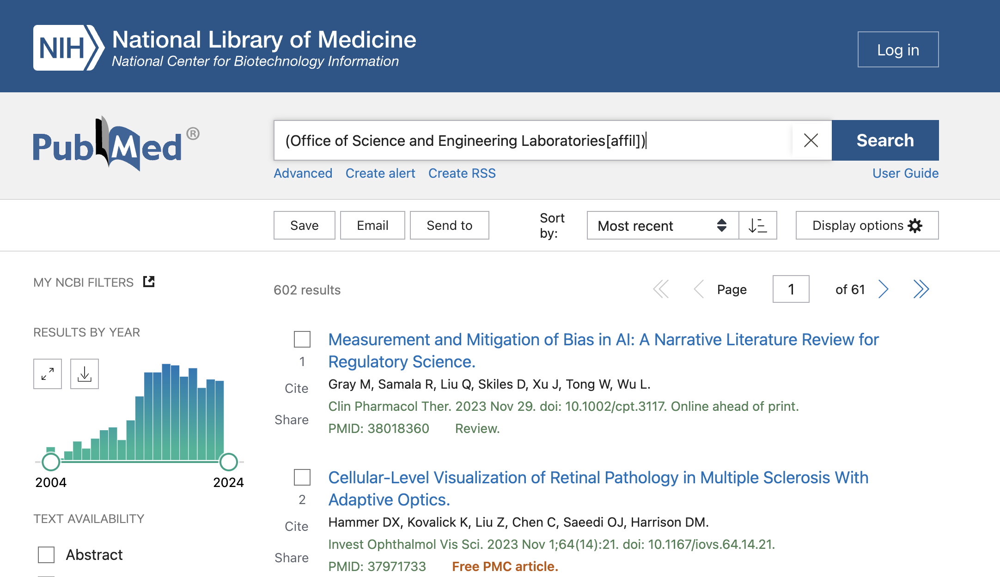 NIH National Library of Medicine
National Center for Biotechnology Information
Log in
PubMed®
(Office of Science and Engineering Laboratories[affil])
Search
Advanced Create alert Create RSS
User Guide
Save Email Send to
Sort by:
Most recent
Display options
MY NCBI FILTERS
602 results
Page 1 of 61
RESULTS BY YEAR
2004 2024
TEXT AVAILABILITY
Abstract
1
Cite
Share
Measurement and Mitigation of Bias in AI: A Narrative Literature Review for
Regulatory Science.
Gray M, Samala R, Liu Q, Skiles D, Xu J, Tong W, Wu L.
Clin Pharmacol Ther. 2023 Nov 29. doi: 10.1002/cpt.3117. Online ahead of print.
PMID: 38018360 Review.
2
Cite
Share
Cellular-Level Visualization of Retinal Pathology in Multiple Sclerosis With
Adaptive Optics.
Hammer DX, Kovalick K, Liu Z, Chen C, Saeedi OJ, Harrison DM.
Invest Ophthalmol Vis Sci. 2023 Nov 1;64(14):21. doi: 10.1167/iovs.64.14.21.
PMID: 37971733 Free PMC article.